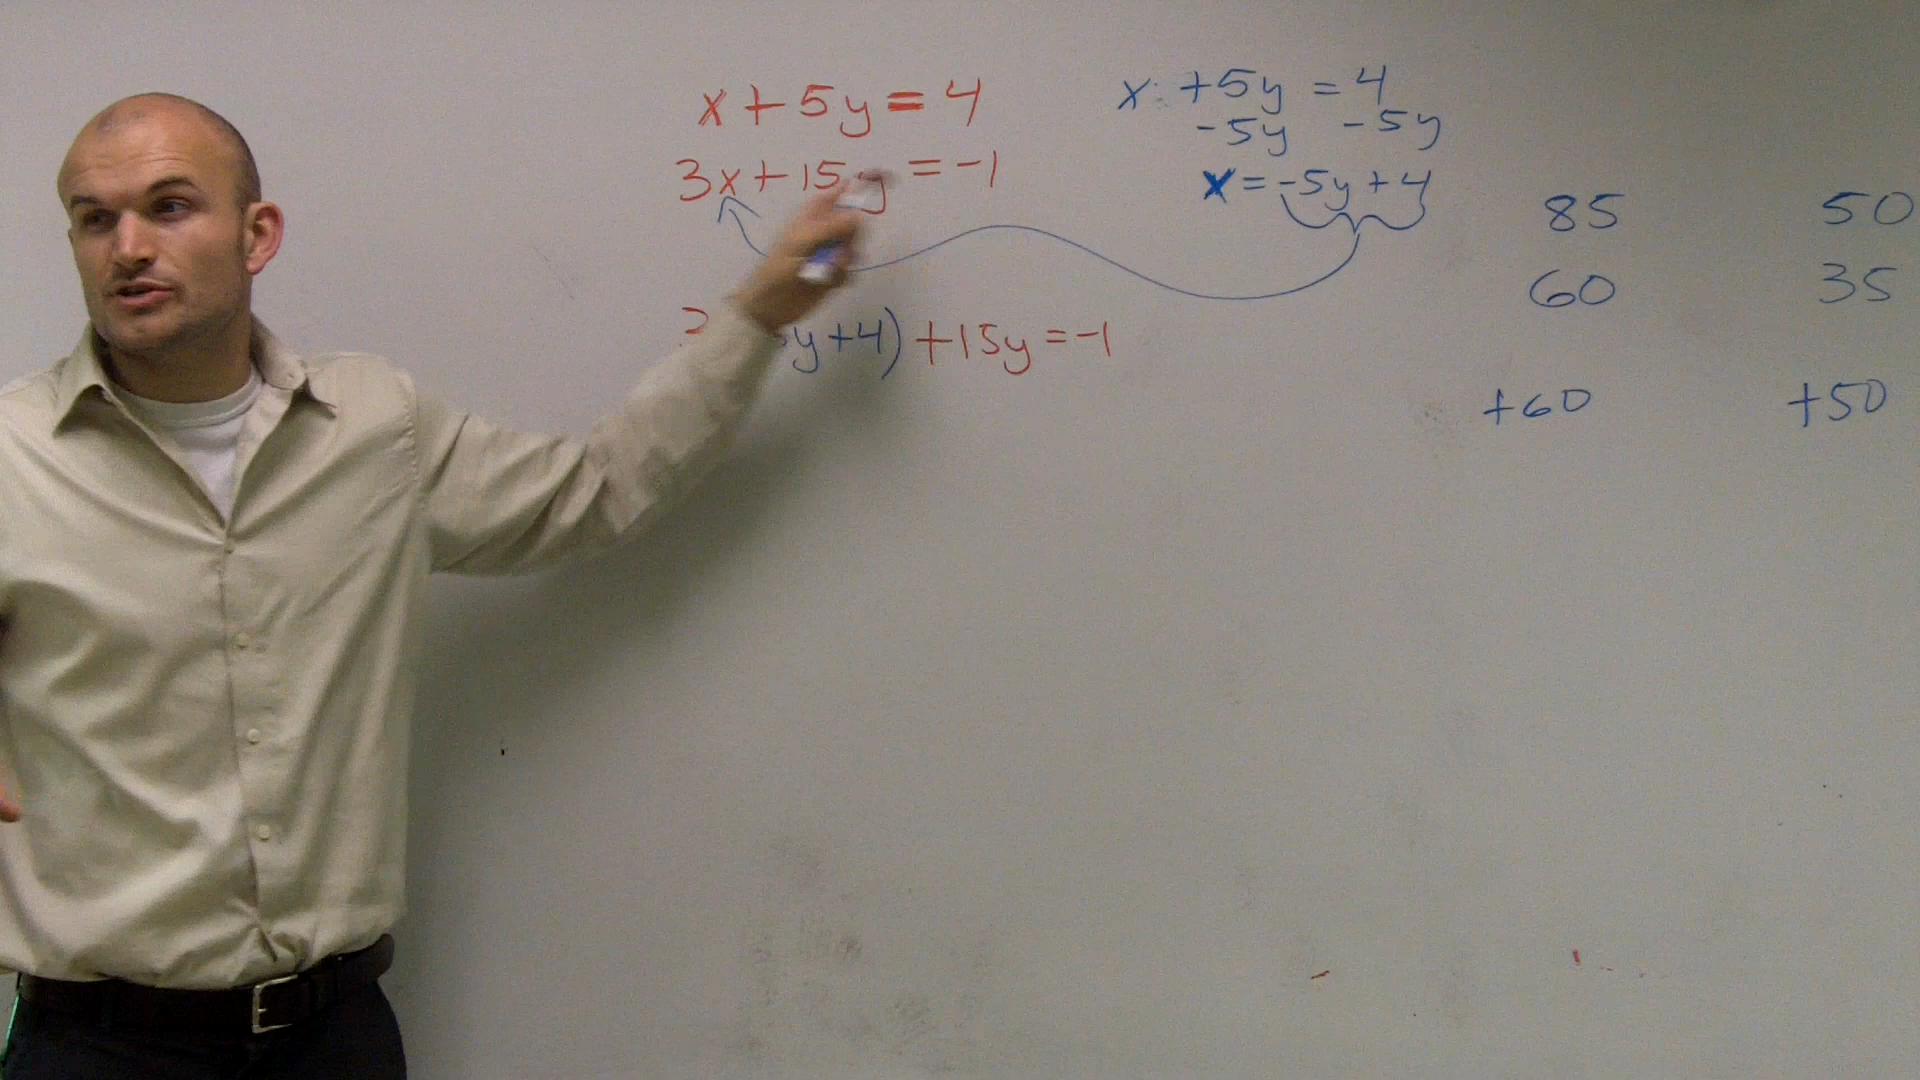 x + 5y = 4
3x + 15y = -1
y+4) + 15y = -1
x +5y = 4
-5y -5y
x = -5y + 4
85 50
60 35
+60 +50